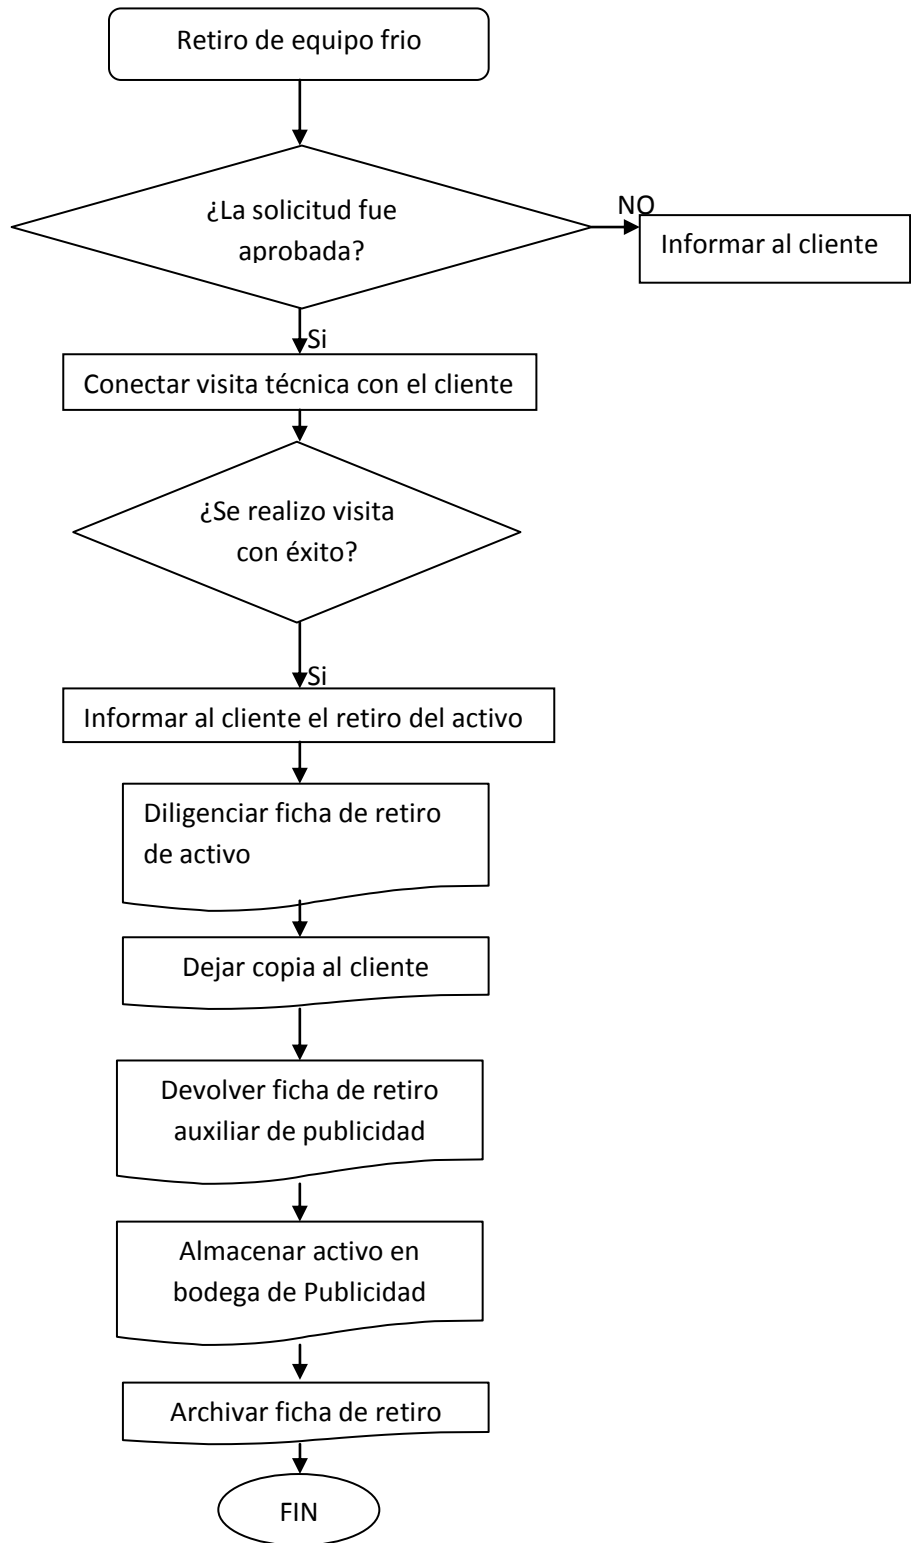 Retiro de equipo frio
¿La solicitud fue
aprobada?
NO
Informar al cliente
Si
Conectar visita técnica con el cliente
¿Se realizo visita
con éxito?
Si
Informar al cliente el retiro del activo
Diligenciar ficha de retiro
de activo
Dejar copia al cliente
Devolver ficha de retiro
auxiliar de publicidad
Almacenar activo en
bodega de Publicidad
Archivar ficha de retiro
FIN